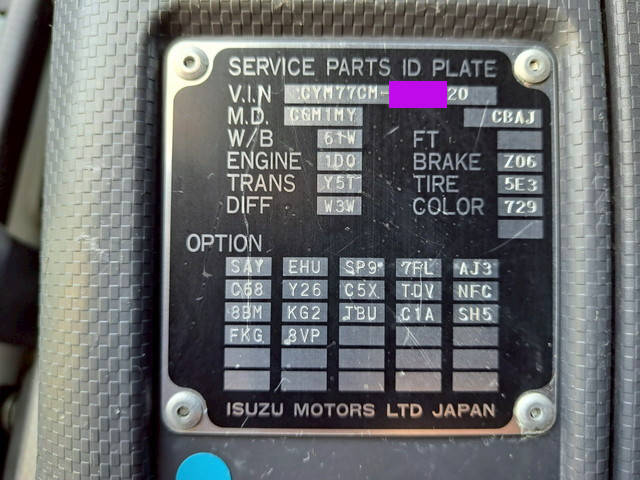 SERVICE PARTS ID PLATE
V.I.N CYM77CM- 20
M.D. C6M1MY CBAJ
W/B 61W FT
ENGINE 1D0 BRAKE Z06
TRANS Y5T TIRE 5E3
DIFF W3W COLOR 729
OPTION
SAY EHU SP9 7FL AJ3
C68 Y26 C5X TDV NFC
8BM KG2 JBU C1A SH5
FKG 8VP
ISUZU MOTORS LTD JAPAN